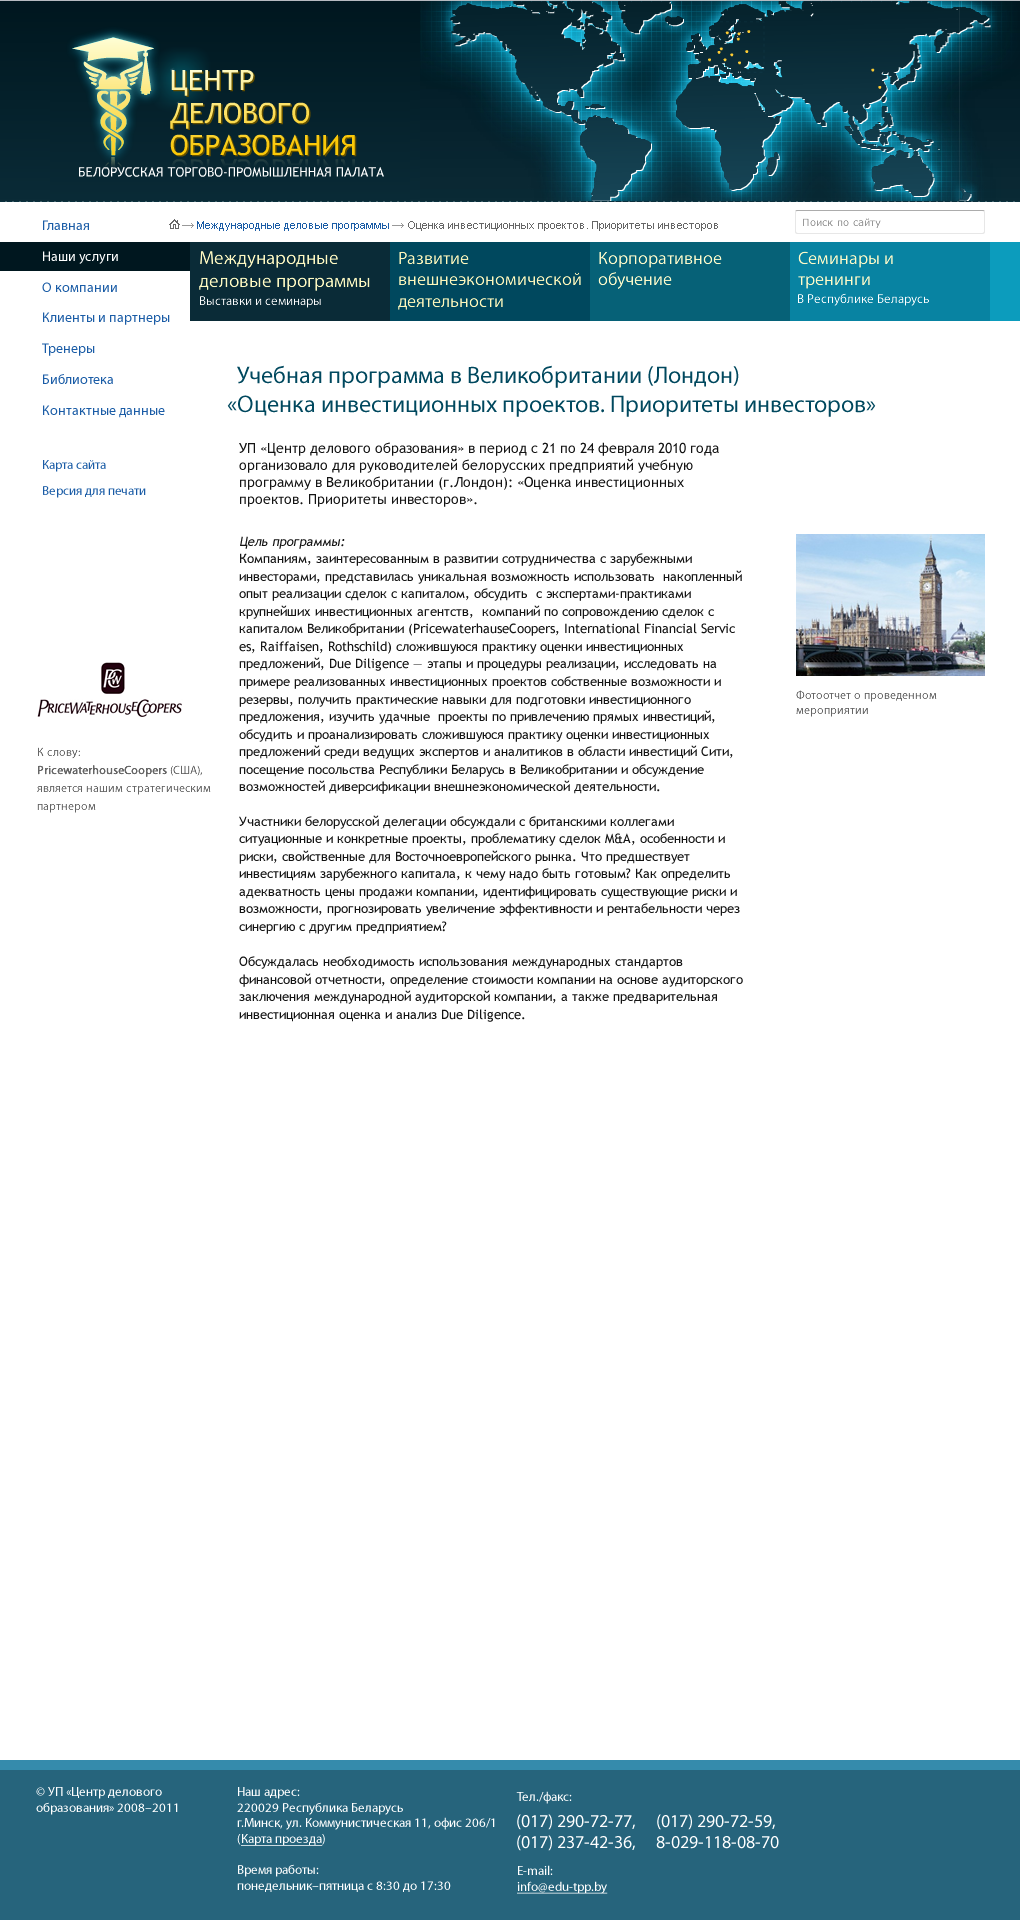 ЦЕНТР
ДЕЛОВОГО
ОБРАЗОВАНИЯ
БЕЛОРУССКАЯ ТОРГОВО-ПРОМЫШЛЕННАЯ ПАЛАТА
Главная
Международные деловые программы
Оценка инвестиционных проектов. Приоритеты инвесторов
Поиск по сайту
Наши услуги
О компании
Клиенты и партнеры
Тренеры
Библиотека
Контактные данные
Карта сайта
Версия для печати
Международные
деловые программы
Выставки и семинары
Развитие
внешнеэкономической
деятельности
Корпоративное
обучение
Семинары и
тренинги
В Республике Беларусь
Учебная программа в Великобритании (Лондон)
«Оценка инвестиционных проектов. Приоритеты инвесторов»
УП «Центр делового образования» в период с 21 по 24 февраля 2010 года
организовало для руководителей белорусских предприятий учебную
программу в Великобритании (г.Лондон): «Оценка инвестиционных
проектов. Приоритеты инвесторов».
Цель программы:
Компаниям, заинтересованным в развитии сотрудничества с зарубежными
инвесторами, представилась уникальная возможность использовать  накопленный
опыт реализации сделок с капиталом, обсудить  с экспертами-практиками
крупнейших инвестиционных агентств,  компаний по сопровождению сделок с
капиталом Великобритании (PricewaterhauseCoopers, International Financial Servic
es, Raiffaisen, Rothschild) сложившуюся практику оценки инвестиционных
предложений, Due Diligence — этапы и процедуры реализации, исследовать на
примере реализованных инвестиционных проектов собственные возможности и
резервы, получить практические навыки для подготовки инвестиционного
предложения, изучить удачные  проекты по привлечению прямых инвестиций,
обсудить и проанализировать сложившуюся практику оценки инвестиционных
предложений среди ведущих экспертов и аналитиков в области инвестиций Сити,
посещение посольства Республики Беларусь в Великобритании и обсуждение
возможностей диверсификации внешнеэкономической деятельности.
Участники белорусской делегации обсуждали с британскими коллегами
ситуационные и конкретные проекты, проблематику сделок M&A, особенности и
риски, свойственные для Восточноевропейского рынка. Что предшествует
инвестициям зарубежного капитала, к чему надо быть готовым? Как определить
адекватность цены продажи компании, идентифицировать существующие риски и
возможности, прогнозировать увеличение эффективности и рентабельности через
синергию с другим предприятием?
Обсуждалась необходимость использования международных стандартов
финансовой отчетности, определение стоимости компании на основе аудиторского
заключения международной аудиторской компании, а также предварительная
инвестиционная оценка и анализ Due Diligence.
Фотоотчет о проведенном
мероприятии
PCW
PRICEWATERHOUSECOOPERS
К слову:
PricewaterhouseCoopers (США),
является нашим стратегическим
партнером
© УП «Центр делового
образования» 2008–2011
Наш адрес:
220029 Республика Беларусь
г.Минск, ул. Коммунистическая 11, офис 206/1
(Карта проезда)
Время работы:
понедельник–пятница с 8:30 до 17:30
Тел./факс:
(017) 290-72-77, (017) 290-72-59,
(017) 237-42-36, 8-029-118-08-70
E-mail:
info@edu-tpp.by